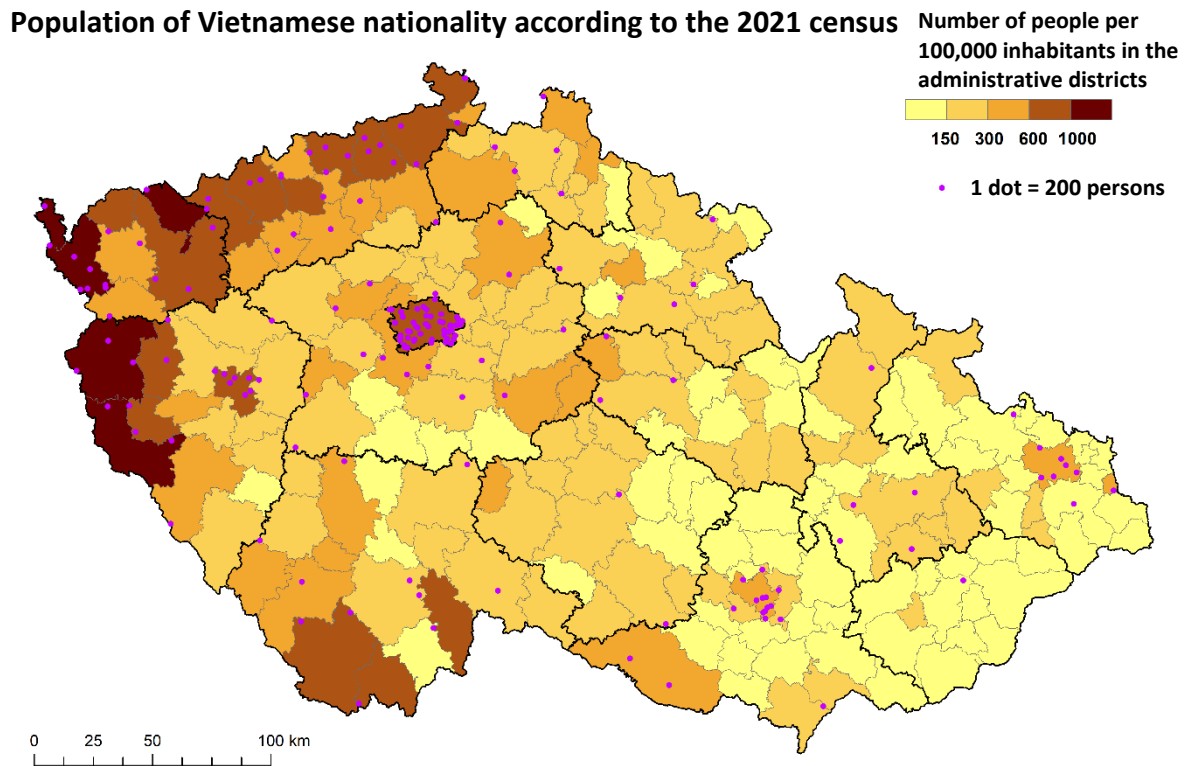 Population of Vietnamese nationality according to the 2021 census
Number of people per
100,000 inhabitants in the
administrative districts
150 300 600 1000
1 dot = 200 persons
0 25 50 100 km